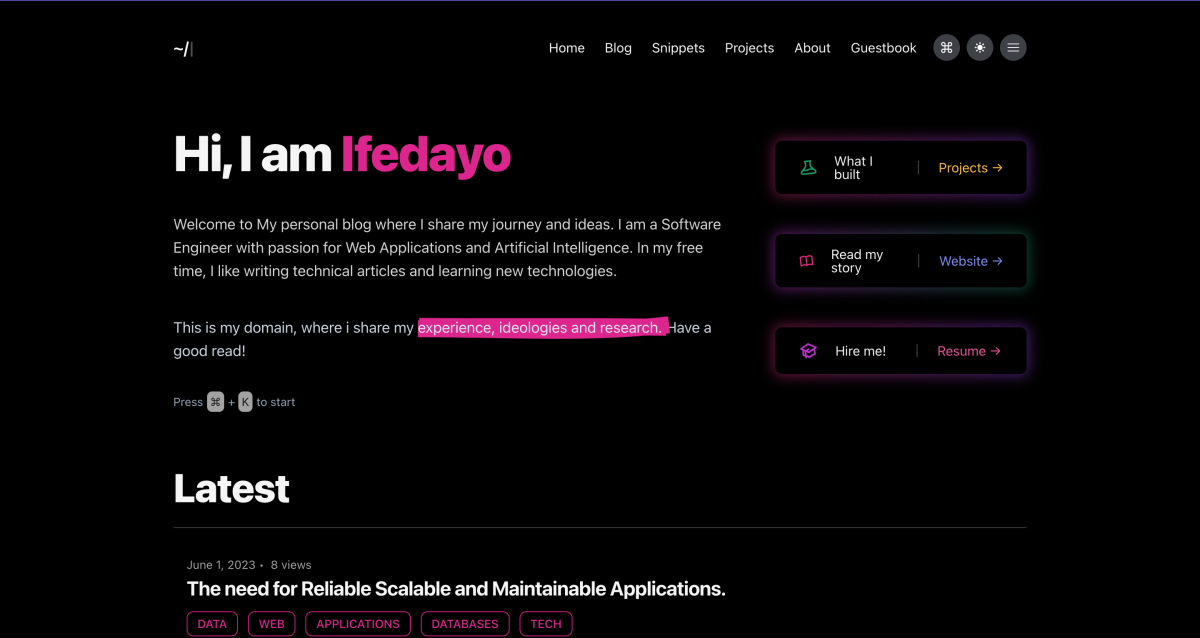 ~/
Home Blog Snippets Projects About Guestbook ⌘
Hi, I am Ifedayo
Welcome to My personal blog where I share my journey and ideas. I am a Software
Engineer with passion for Web Applications and Artificial Intelligence. In my free
time, I like writing technical articles and learning new technologies.
This is my domain, where i share my experience, ideologies and research. Have a
good read!
Press ⌘ + K to start
What I
built | Projects →
Read my
story | Website →
Hire me! | Resume →
Latest
June 1, 2023 • 8 views
The need for Reliable Scalable and Maintainable Applications.
DATA WEB APPLICATIONS DATABASES TECH